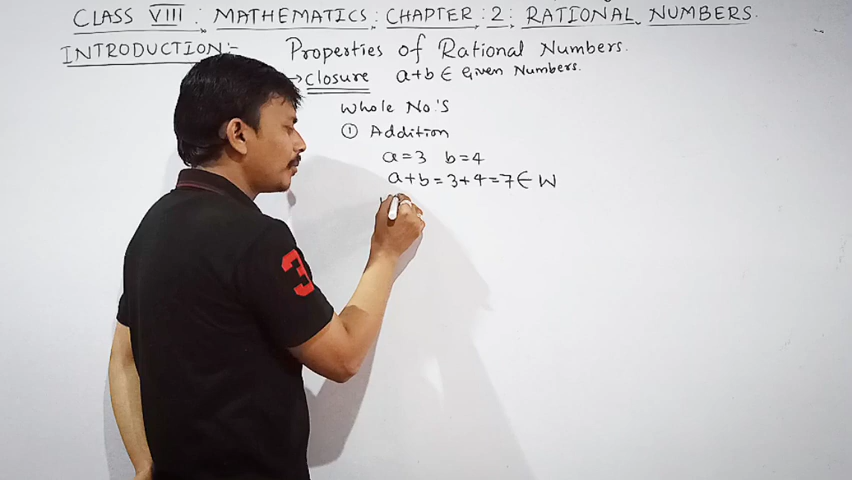 CLASS VIII : MATHEMATICS : CHAPTER : 2 : RATIONAL NUMBERS.
INTRODUCTION:- Properties of Rational Numbers.
→ Closure a+b ∈ Given Numbers.
Whole No's
① Addition
a=3 b=4
a+b=3+4=7∈ W
3